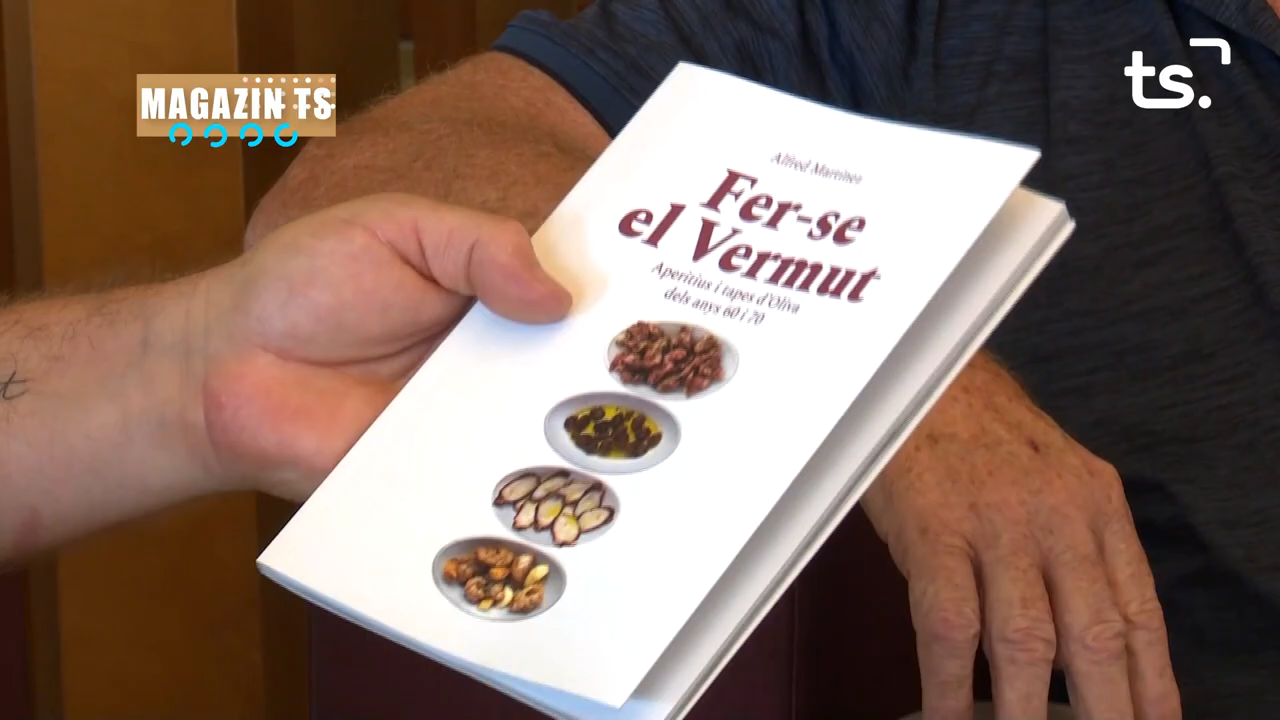 MAGAZIN TS
ts.
Alfred Martínez
Fer-se
el Vermut
Aperitius i tapes d'Oliva
dels anys 60 i 70